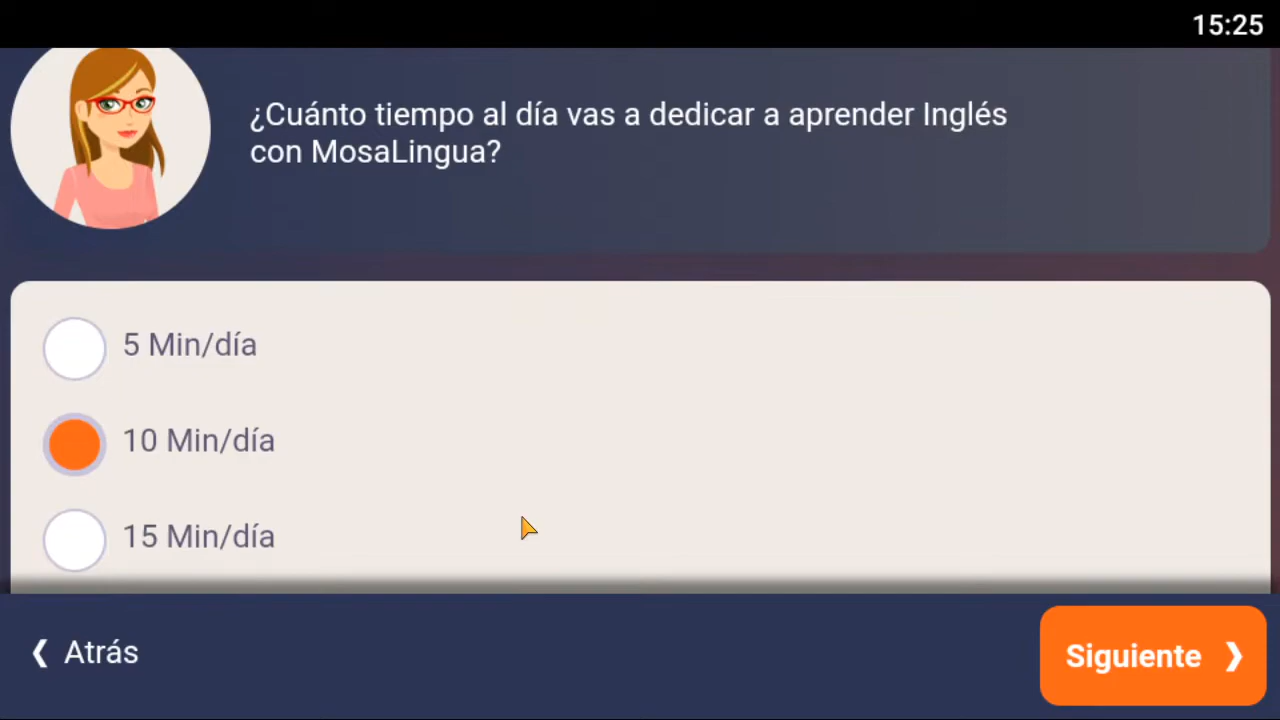 15:25
¿Cuánto tiempo al día vas a dedicar a aprender Inglés
con MosaLingua?
5 Min/día
10 Min/día
15 Min/día
❮ Atrás
Siguiente ❯